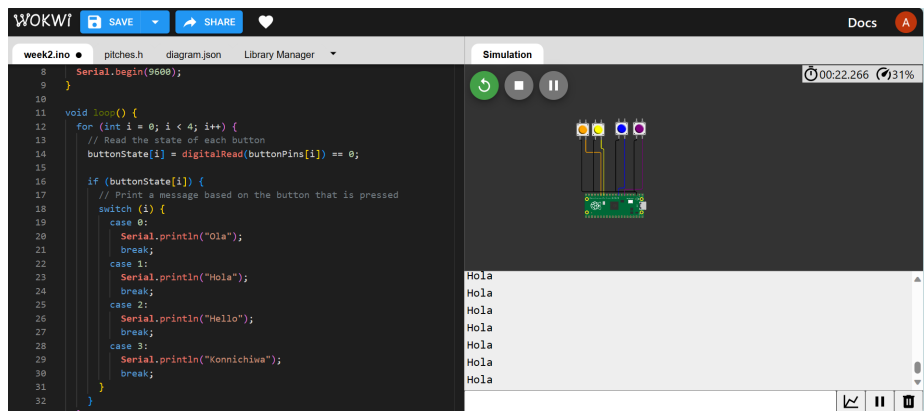 WOKWi SAVE SHARE Docs A
week2.ino pitches.h diagram.json Library Manager Simulation
8 Serial.begin(9600);
9 }
10
11 void loop() {
12 for (int i = 0; i < 4; i++) {
13 // Read the state of each button
14 buttonState[i] = digitalRead(buttonPins[i]) == 0;
15
16 if (buttonState[i]) {
17 // Print a message based on the button that is pressed
18 switch (i) {
19 case 0:
20 Serial.println("Ola");
21 break;
22 case 1:
23 Serial.println("Hola");
24 break;
25 case 2:
26 Serial.println("Hello");
27 break;
28 case 3:
29 Serial.println("Konnichiwa");
30 break;
31 }
32 }
00:22.266 31%
Hola
Hola
Hola
Hola
Hola
Hola
Hola